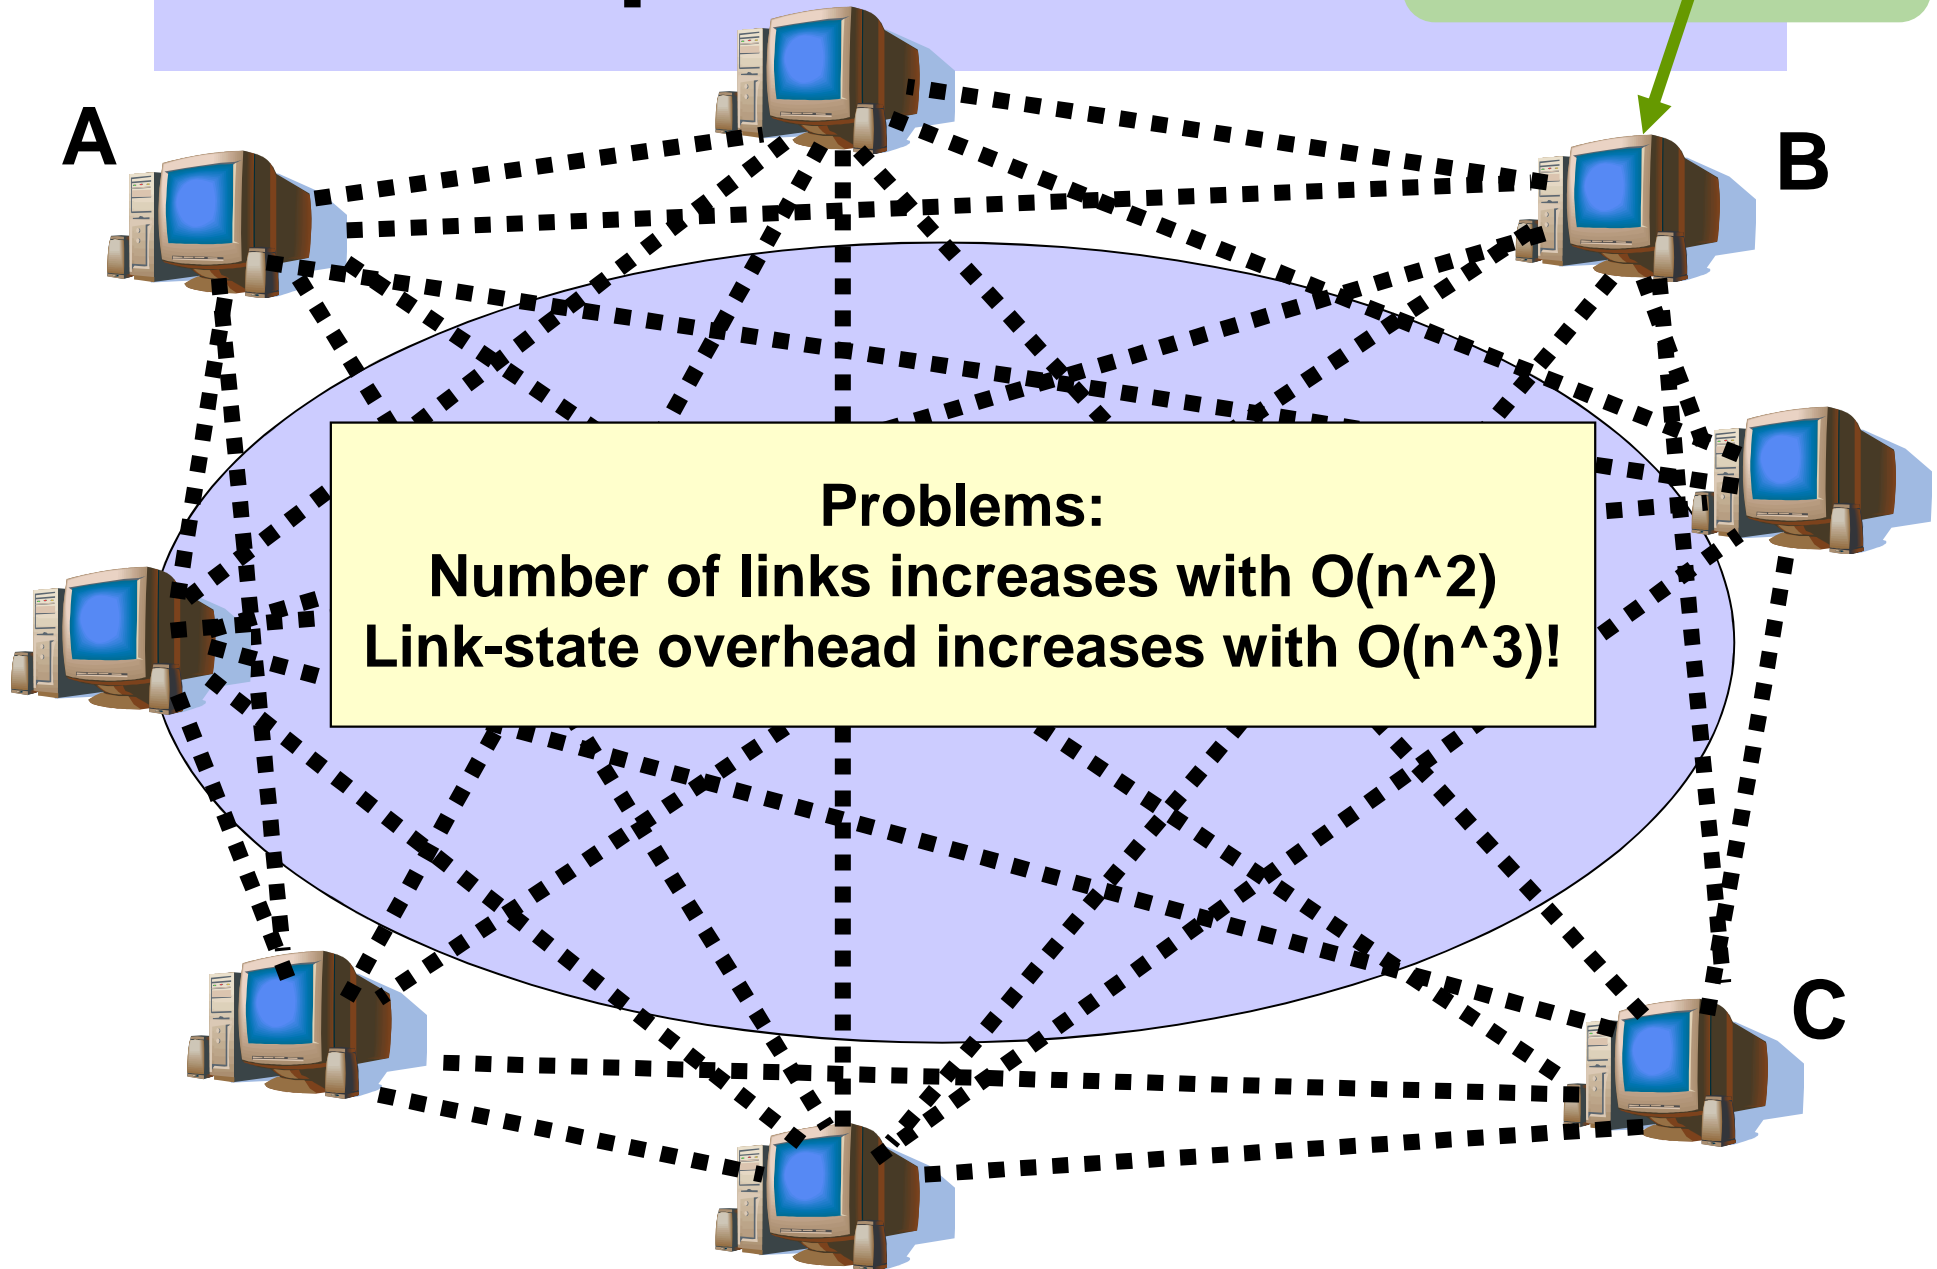 A
B
Problems:
Number of links increases with O(n^2)
Link-state overhead increases with O(n^3)!
C